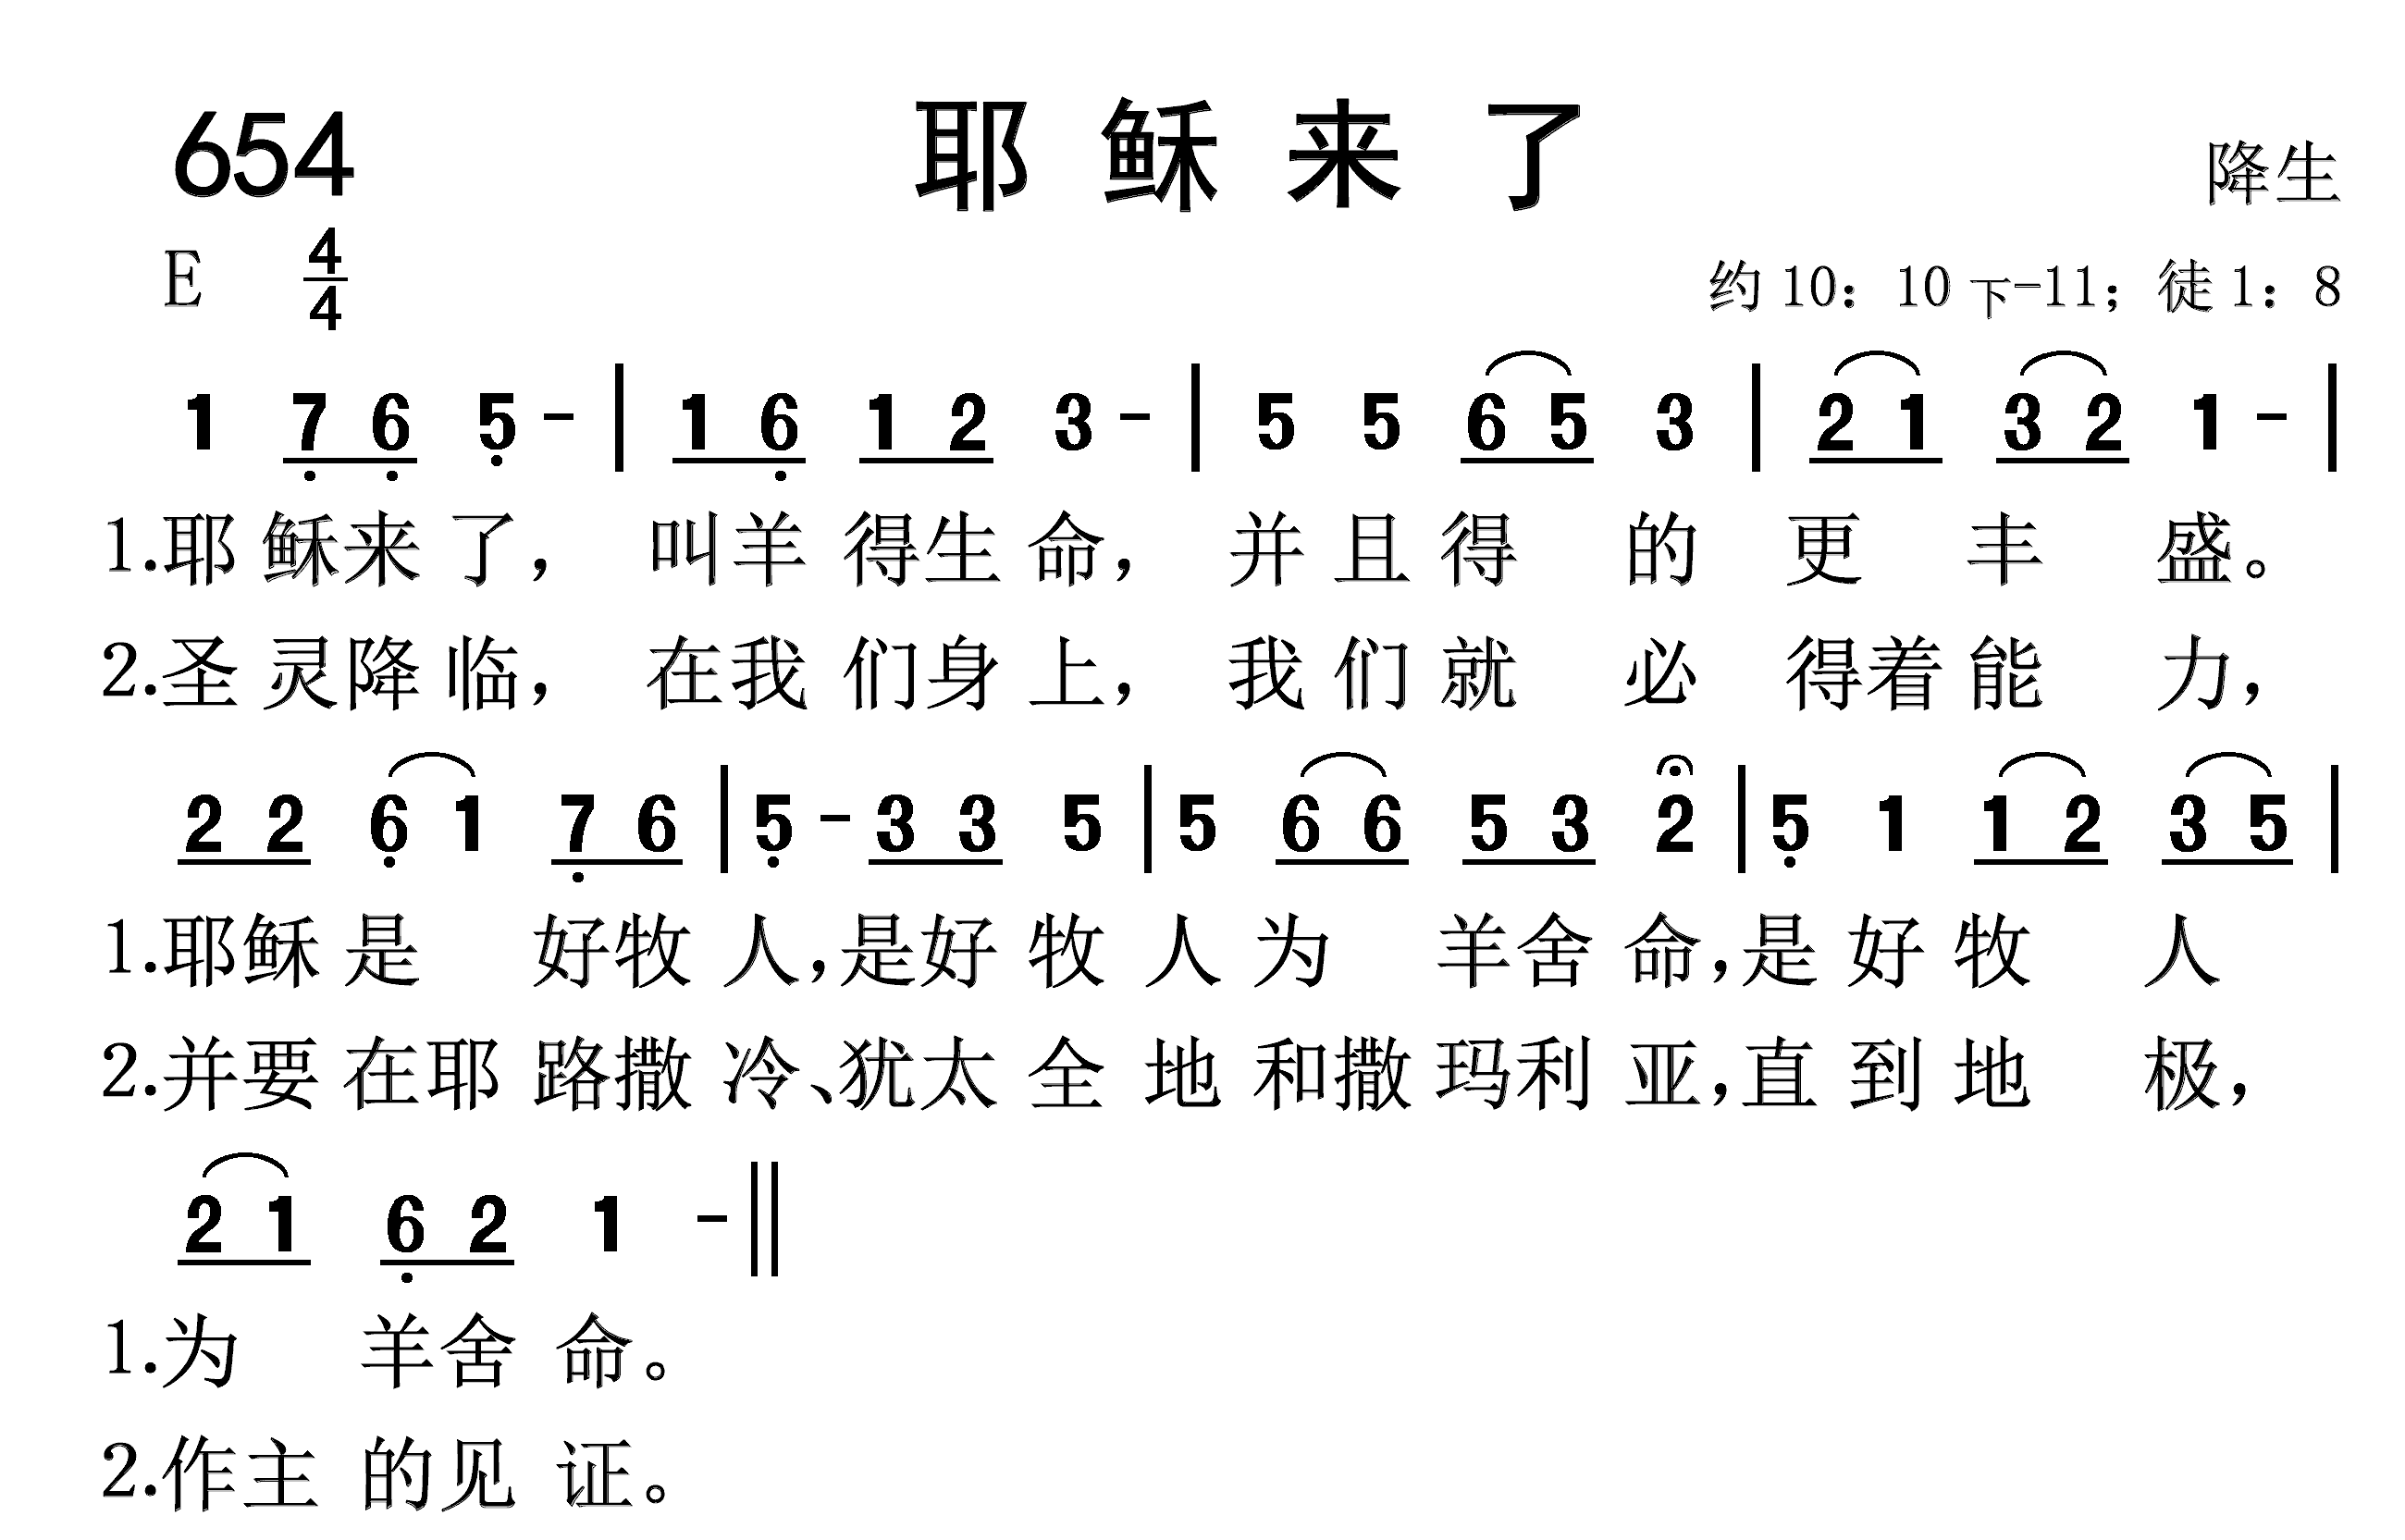 654 耶稣来了 降生
E 4/4 约10：10下-11；徒1：8
1 7̣ 6̣ 5̣ - | 1 6̣ 1 2 3 - | 5 5 6 5 3 | 2 1 3 2 1 - |
1.耶稣来了，叫羊得生命，并且得的更丰盛。
2.圣灵降临，在我们身上，我们就必得着能力，
2 2 6̣ 1 7̣ 6 | 5̣ - 3 3 5 | 5 6 6 5 3 2 | 5̣ 1 1 2 3 5 |
1.耶稣是好牧人，是好牧人为羊舍命，是好牧人
2.并要在耶路撒冷、犹太全地和撒玛利亚，直到地极，
2 1 6̣ 2 1 - ||
1.为羊舍命。
2.作主的见证。